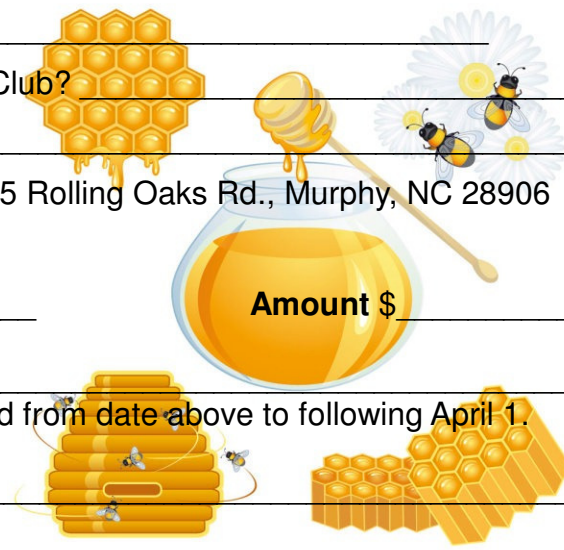 Club?
5 Rolling Oaks Rd., Murphy, NC 28906
Amount $
d from date above to following April 1.